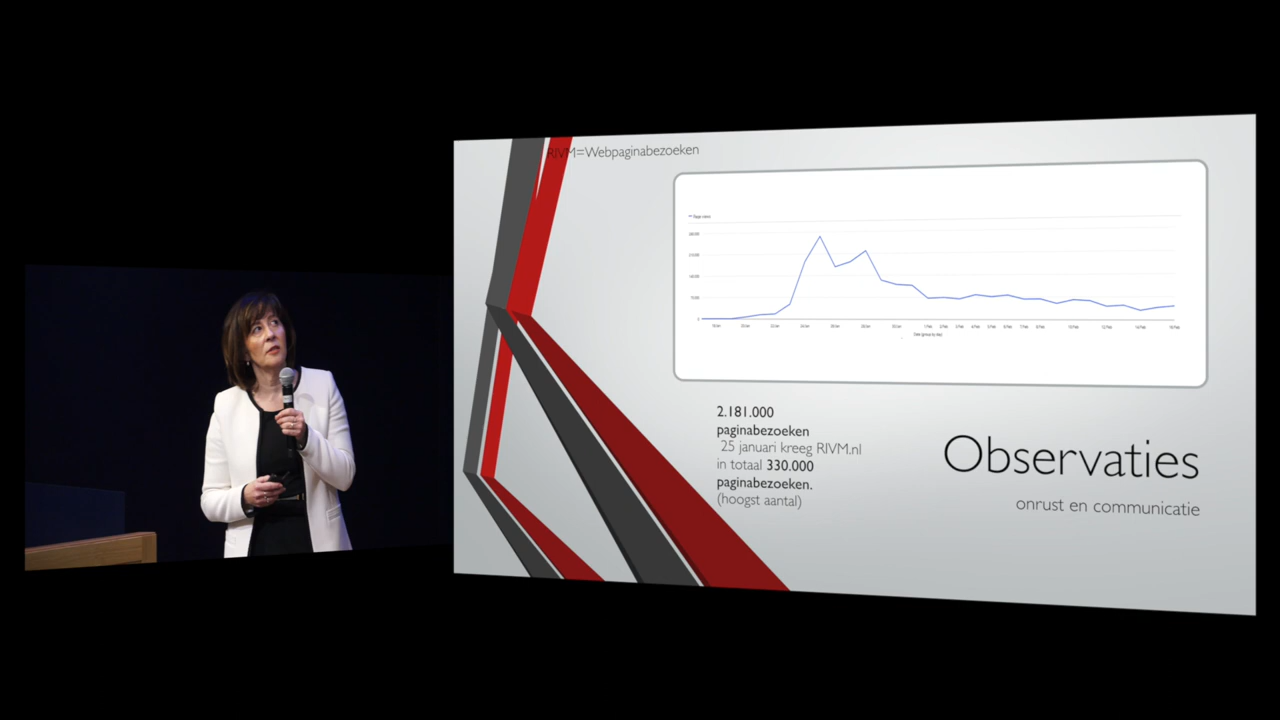 RIVM=Webpaginabezoeken
2.181.000
paginabezoeken
25 januari kreeg RIVM.nl
in totaal 330.000
paginabezoeken.
(hoogst aantal)
Observaties
onrust en communicatie